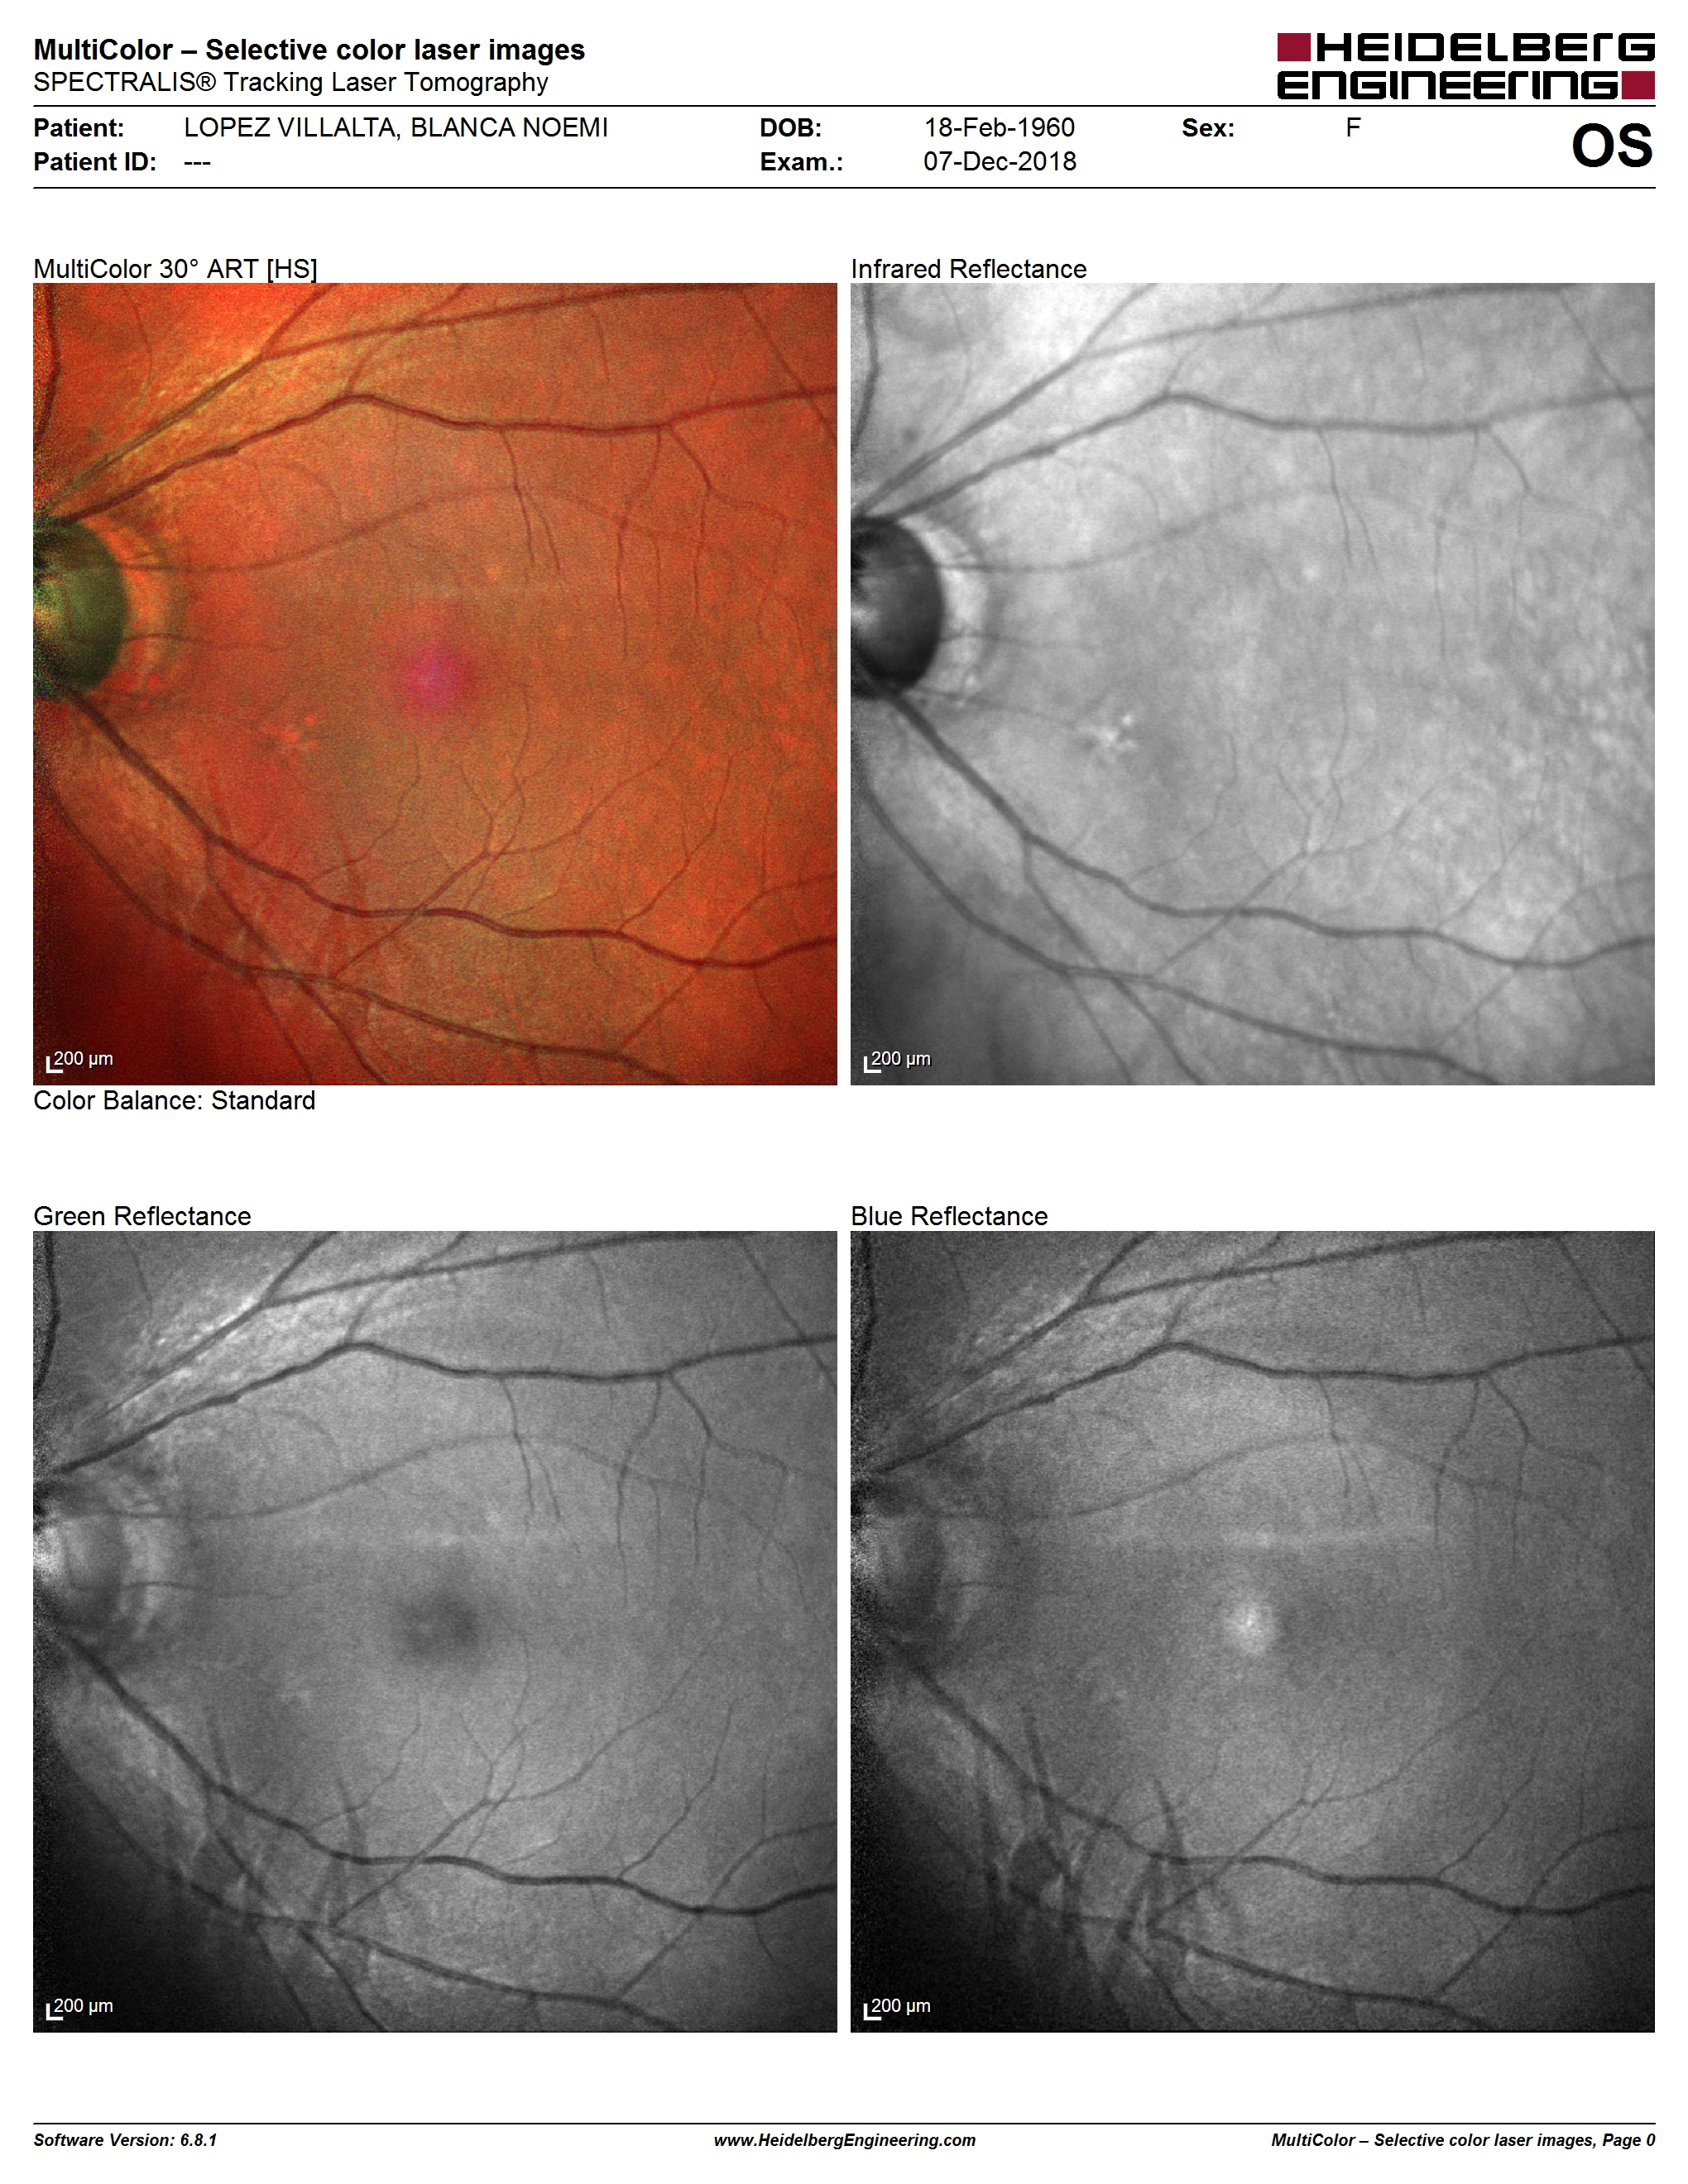 MultiColor – Selective color laser images
SPECTRALIS® Tracking Laser Tomography
HEIDELBERG
ENGINEERING
Patient: LOPEZ VILLALTA, BLANCA NOEMI DOB: 18-Feb-1960 Sex: F
Patient ID: --- Exam.: 07-Dec-2018
OS
MultiColor 30° ART [HS]
Infrared Reflectance
200 µm
200 µm
Color Balance: Standard
Green Reflectance
Blue Reflectance
200 µm
200 µm
Software Version: 6.8.1 www.HeidelbergEngineering.com MultiColor – Selective color laser images, Page 0